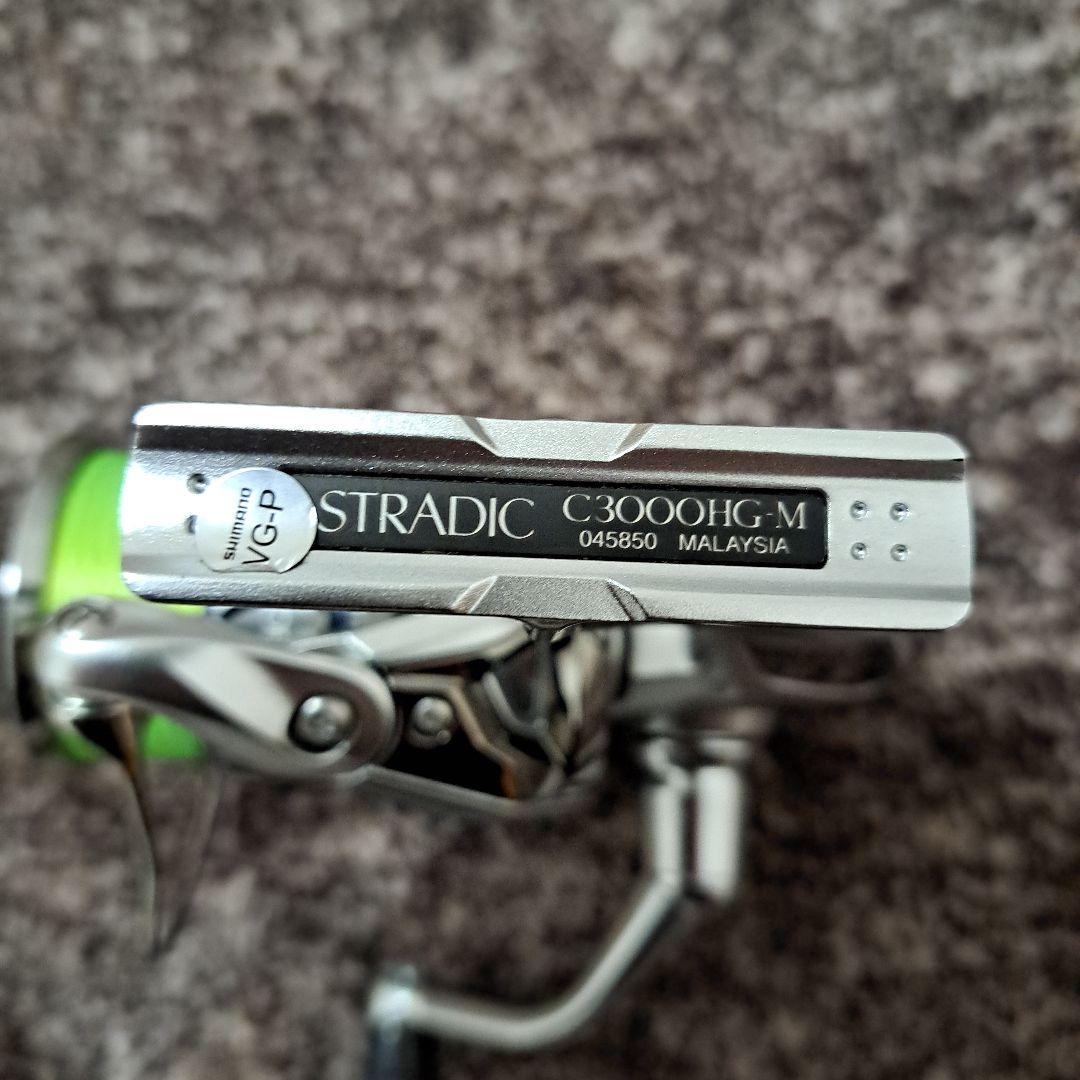 SHIMANO
VG-P
STRADIC C3000HG-M
045850 MALAYSIA